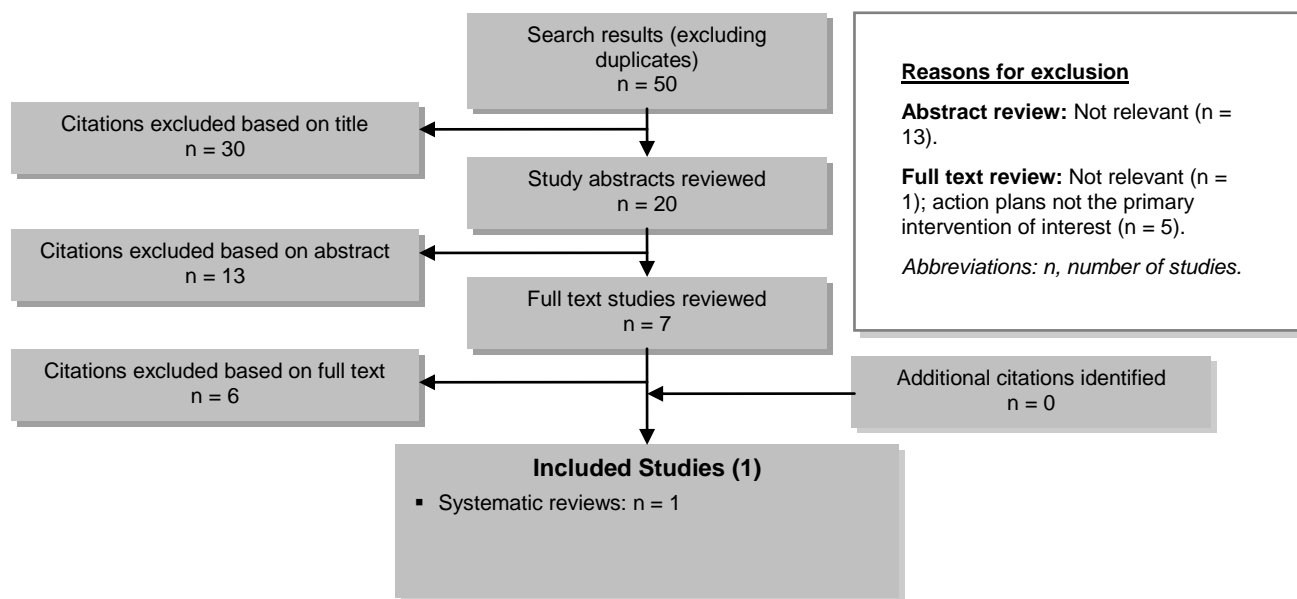 Search results (excluding
duplicates)
n = 50
Citations excluded based on title
n = 30
Study abstracts reviewed
n = 20
Citations excluded based on abstract
n = 13
Full text studies reviewed
n = 7
Citations excluded based on full text
n = 6
Additional citations identified
n = 0
Included Studies (1)
▪ Systematic reviews: n = 1
Reasons for exclusion
Abstract review: Not relevant (n =
13).
Full text review: Not relevant (n =
1); action plans not the primary
intervention of interest (n = 5).
Abbreviations: n, number of studies.